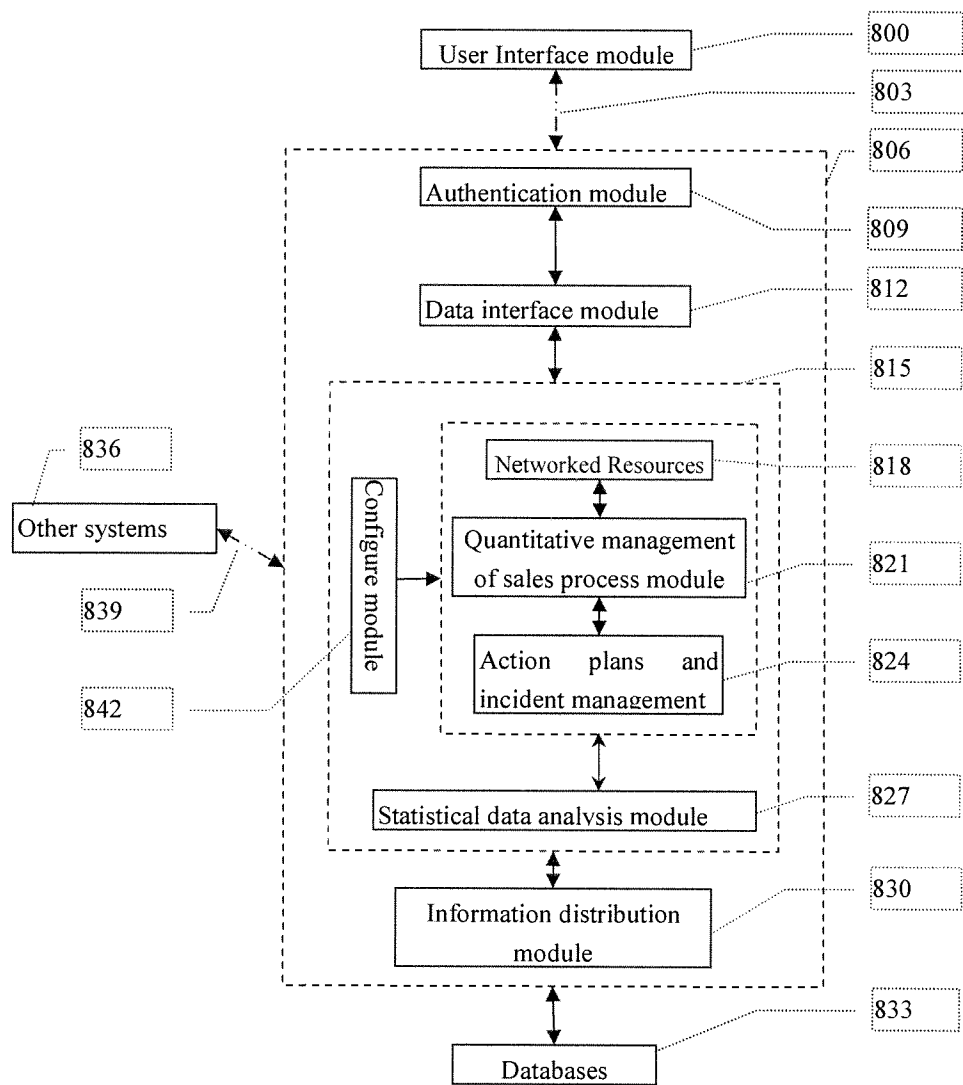 User Interface module
800
803
806
Authentication module
809
Data interface module
812
815
Networked Resources
818
836
Other systems
Configure module
Quantitative management
of sales process module
821
839
Action plans and
incident management
824
842
Statistical data analysis module
827
Information distribution
module
830
833
Databases